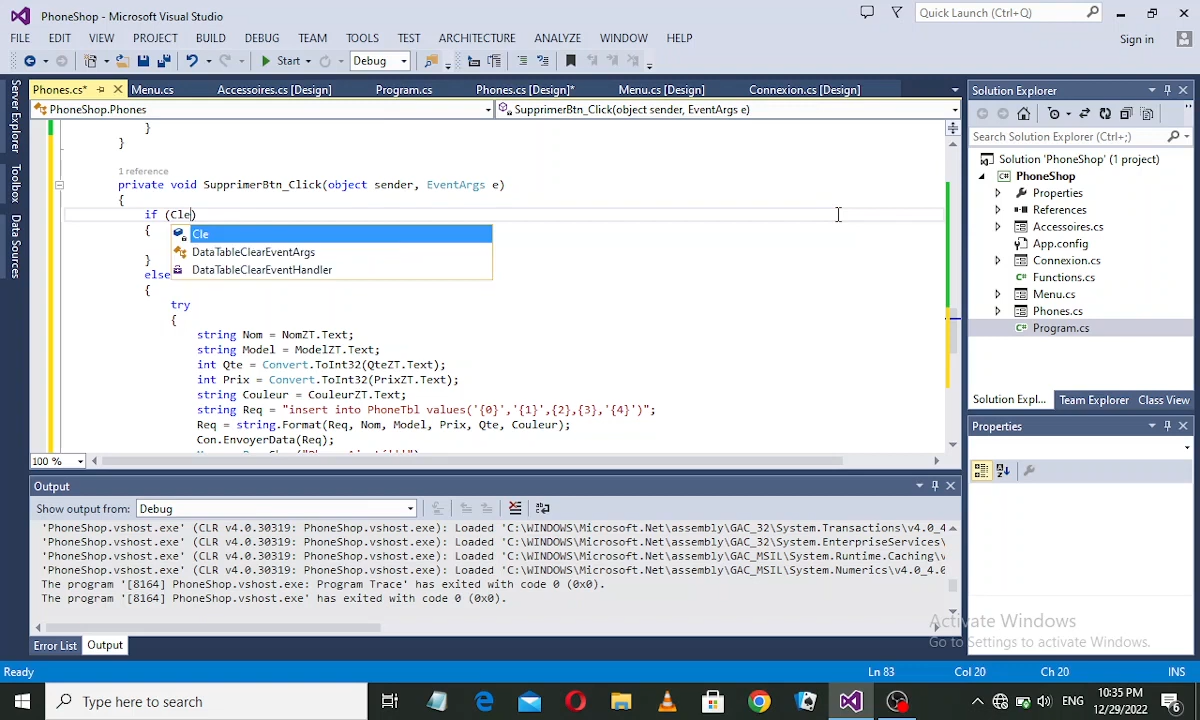 PhoneShop - Microsoft Visual Studio
Quick Launch (Ctrl+Q)
FILE EDIT VIEW PROJECT BUILD DEBUG TEAM TOOLS TEST ARCHITECTURE ANALYZE WINDOW HELP
Sign in
Start Debug
Phones.cs* Menu.cs Accessoires.cs [Design] Program.cs Phones.cs [Design]* Menu.cs [Design] Connexion.cs [Design]
PhoneShop.Phones SupprimerBtn_Click(object sender, EventArgs e)
Server Explorer
Toolbox
Data Sources
}
}
1 reference
private void SupprimerBtn_Click(object sender, EventArgs e)
{
if (Cle)
{
Cle
DataTableClearEventArgs
DataTableClearEventHandler
}
else
{
try
{
string Nom = NomZT.Text;
string Model = ModelZT.Text;
int Qte = Convert.ToInt32(QteZT.Text);
int Prix = Convert.ToInt32(PrixZT.Text);
string Couleur = CouleurZT.Text;
string Req = "insert into PhoneTbl values('{0}','{1}',{2},{3},'{4}')";
Req = string.Format(Req, Nom, Model, Prix, Qte, Couleur);
Con.EnvoyerData(Req);
100 %
Solution Explorer
Search Solution Explorer (Ctrl+;)
Solution 'PhoneShop' (1 project)
PhoneShop
Properties
References
Accessoires.cs
App.config
Connexion.cs
Functions.cs
Menu.cs
Phones.cs
Program.cs
Solution Expl... Team Explorer Class View
Properties
Output
Show output from: Debug
'PhoneShop.vshost.exe' (CLR v4.0.30319: PhoneShop.vshost.exe): Loaded 'C:\WINDOWS\Microsoft.Net\assembly\GAC_32\System.Transactions\v4.0_4
'PhoneShop.vshost.exe' (CLR v4.0.30319: PhoneShop.vshost.exe): Loaded 'C:\WINDOWS\Microsoft.Net\assembly\GAC_32\System.EnterpriseServices\
'PhoneShop.vshost.exe' (CLR v4.0.30319: PhoneShop.vshost.exe): Loaded 'C:\WINDOWS\Microsoft.Net\assembly\GAC_MSIL\System.Runtime.Caching\v
'PhoneShop.vshost.exe' (CLR v4.0.30319: PhoneShop.vshost.exe): Loaded 'C:\WINDOWS\Microsoft.Net\assembly\GAC_MSIL\System.Numerics\v4.0_4.0
The program '[8164] PhoneShop.vshost.exe: Program Trace' has exited with code 0 (0x0).
The program '[8164] PhoneShop.vshost.exe' has exited with code 0 (0x0).
Activate Windows
Go to Settings to activate Windows.
Error List Output
Ready Ln 83 Col 20 Ch 20 INS
Type here to search
ENG
10:35 PM
12/29/2022
6